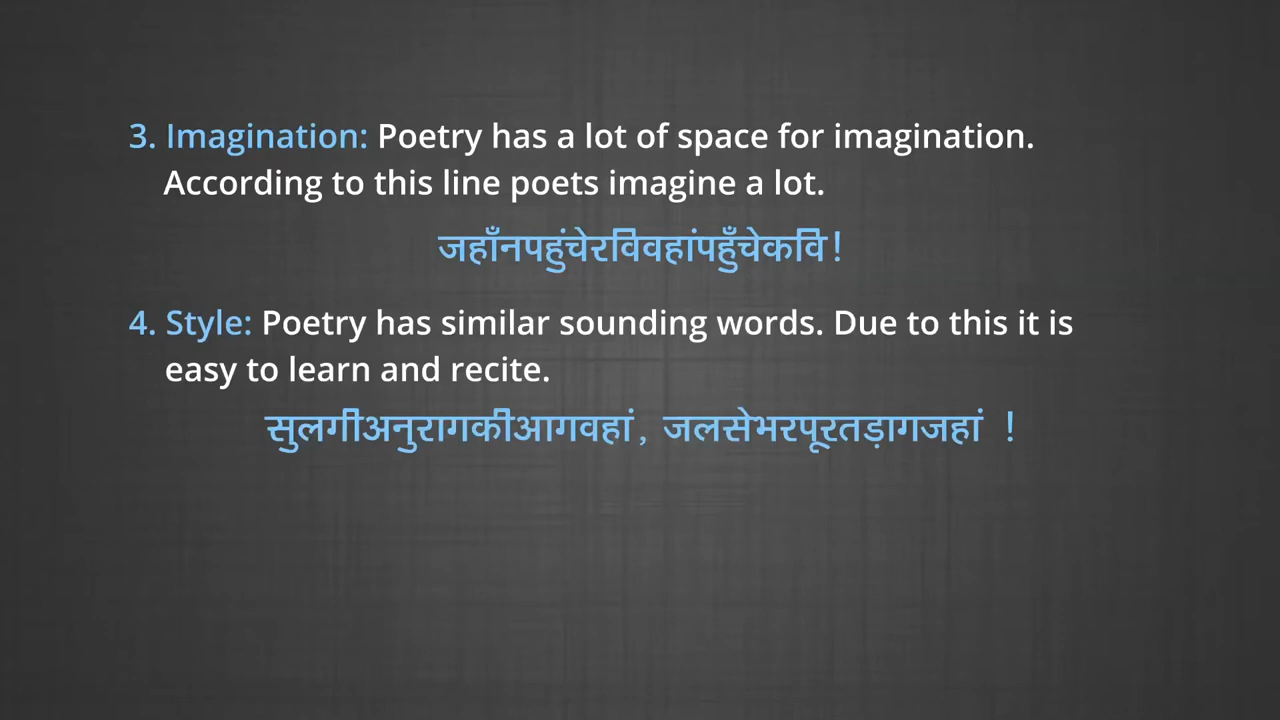 3. Imagination: Poetry has a lot of space for imagination.
According to this line poets imagine a lot.
जहाँनपहुंचेरविवहांपहुँचेकवि!
4. Style: Poetry has similar sounding words. Due to this it is
easy to learn and recite.
सुलगीअनुरागकीआगवहां, जलसेभरपूरतड़ागजहां !